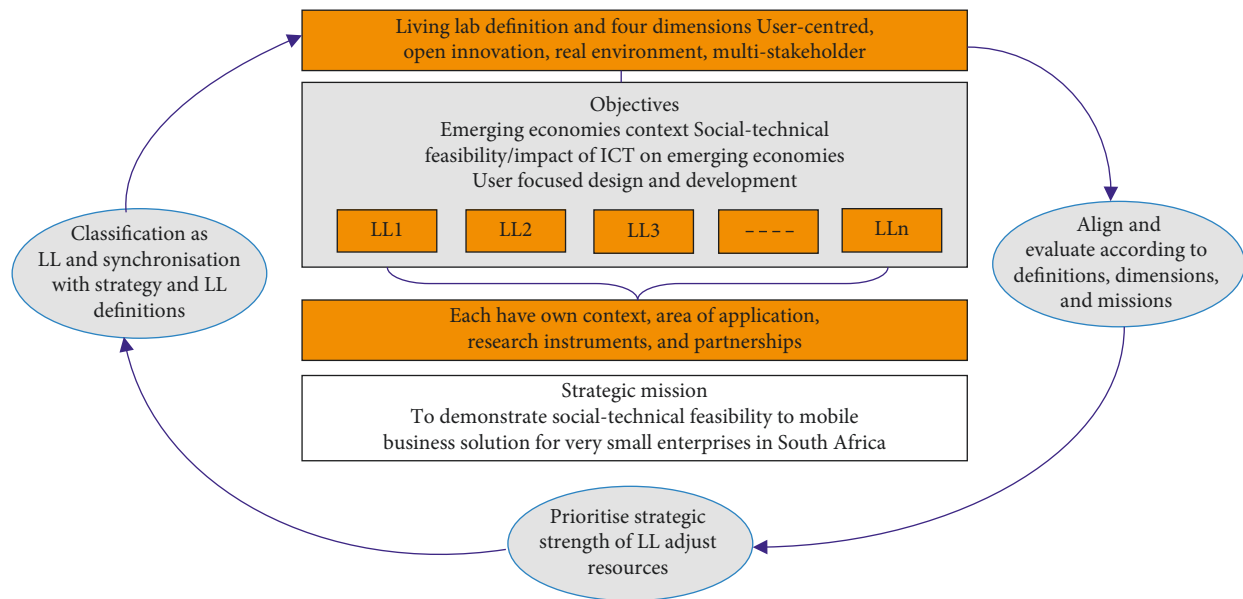 Living lab definition and four dimensions User-centred,
open innovation, real environment, multi-stakeholder
Objectives
Emerging economies context Social-technical
feasibility/impact of ICT on emerging economies
User focused design and development
LL1
LL2
LL3
----
LLn
Each have own context, area of application,
research instruments, and partnerships
Strategic mission
To demonstrate social-technical feasibility to mobile
business solution for very small enterprises in South Africa
Align and
evaluate according to
definitions, dimensions,
and missions
Prioritise strategic
strength of LL adjust
resources
Classification as
LL and synchronisation
with strategy and LL
definitions